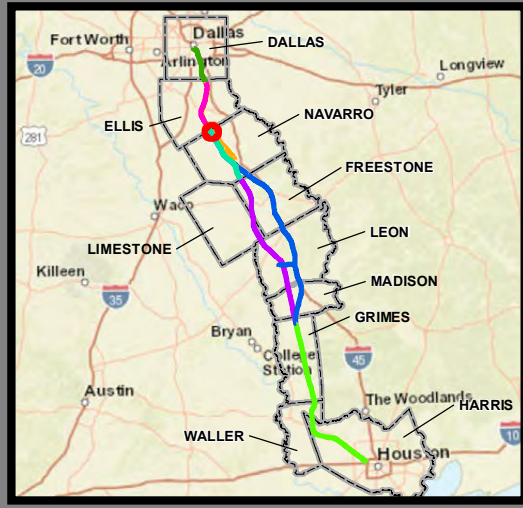 Fort Worth
Dallas
DALLAS
Arlington
20
Longview
Tyler
ELLIS
NAVARRO
281
FREESTONE
Waco
LEON
LIMESTONE
Killeen
MADISON
35
GRIMES
Bryan
College
Station
45
Austin
The Woodlands
HARRIS
WALLER
10
Houston